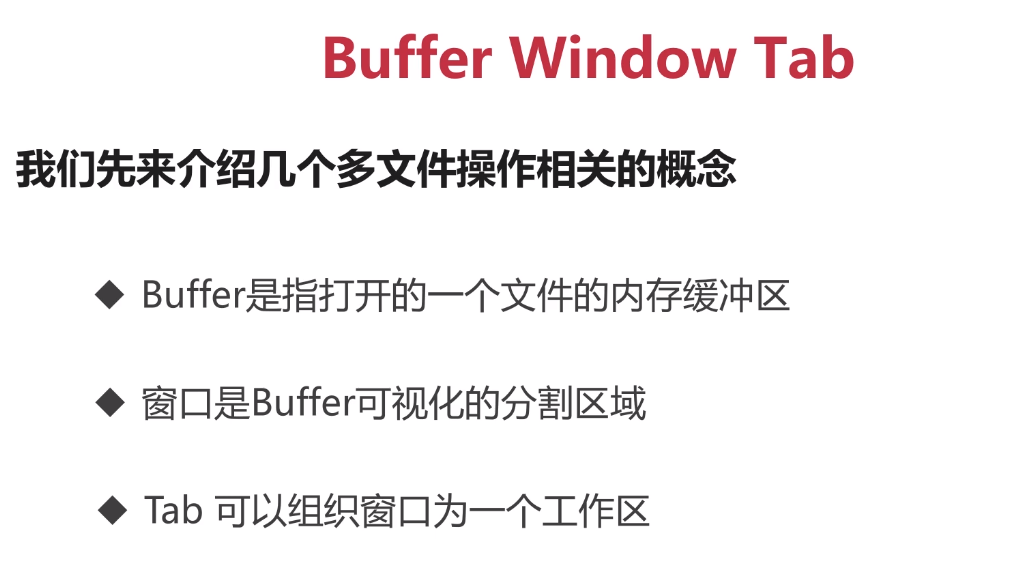 Buffer Window Tab
我们先来介绍几个多文件操作相关的概念
◆ Buffer是指打开的一个文件的内存缓冲区
◆ 窗口是Buffer可视化的分割区域
◆ Tab 可以组织窗口为一个工作区